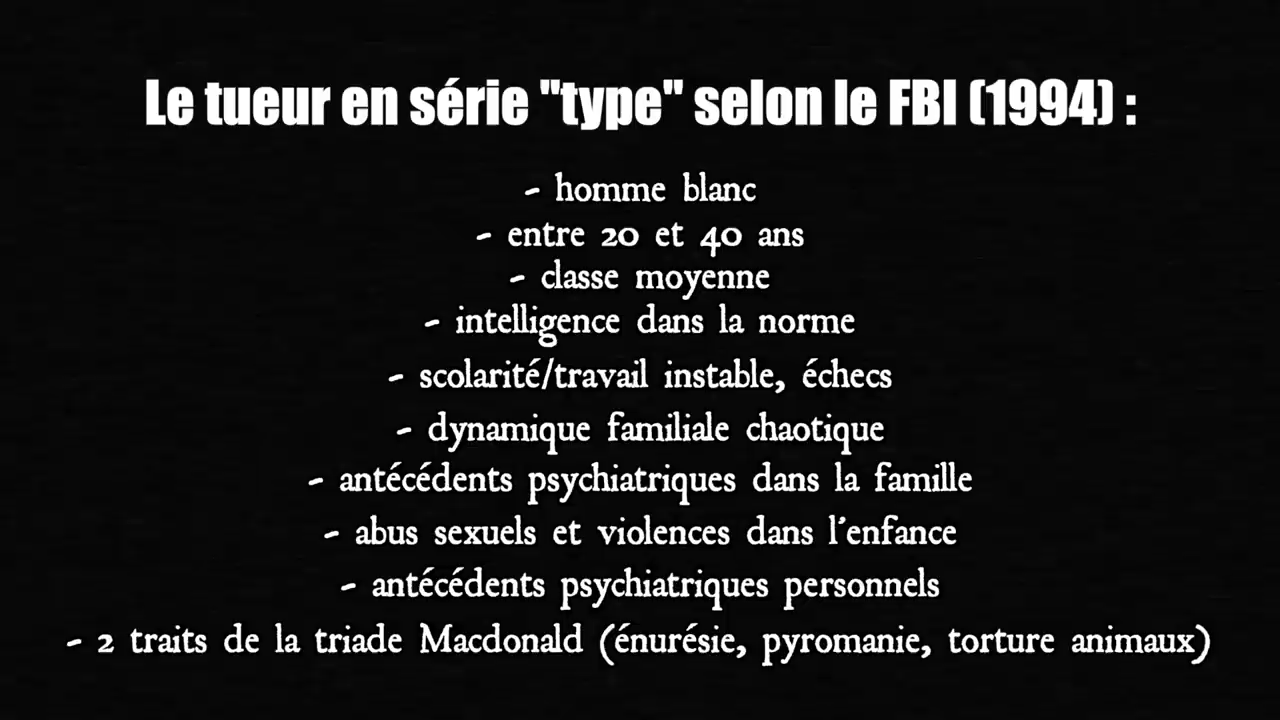 Le tueur en série "type" selon le FBI (1994) :
- homme blanc
- entre 20 et 40 ans
- classe moyenne
- intelligence dans la norme
- scolarité/travail instable, échecs
- dynamique familiale chaotique
- antécédents psychiatriques dans la famille
- abus sexuels et violences dans l'enfance
- antécédents psychiatriques personnels
- 2 traits de la triade Macdonald (énurésie, pyromanie, torture animaux)